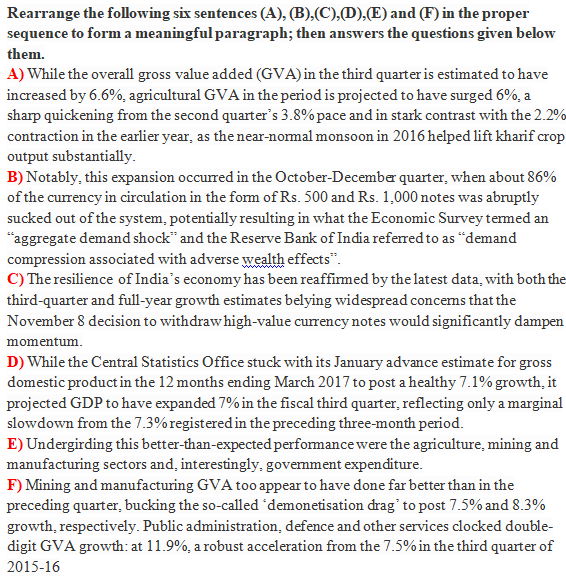 Rearrange the following six sentences (A), (B),(C),(D),(E) and (F) in the proper
sequence to form a meaningful paragraph; then answers the questions given below
them.
A) While the overall gross value added (GVA) in the third quarter is estimated to have
increased by 6.6%, agricultural GVA in the period is projected to have surged 6%, a
sharp quickening from the second quarter's 3.8% pace and in stark contrast with the 2.2%
contraction in the earlier year, as the near-normal monsoon in 2016 helped lift kharif crop
output substantially.
B) Notably, this expansion occurred in the October-December quarter, when about 86%
of the currency in circulation in the form of Rs. 500 and Rs. 1,000 notes was abruptly
sucked out of the system, potentially resulting in what the Economic Survey termed an
“aggregate demand shock” and the Reserve Bank of India referred to as “demand
compression associated with adverse wealth effects”.
C) The resilience of India's economy has been reaffirmed by the latest data, with both the
third-quarter and full-year growth estimates belying widespread concerns that the
November 8 decision to withdraw high-value currency notes would significantly dampen
momentum.
D) While the Central Statistics Office stuck with its January advance estimate for gross
domestic product in the 12 months ending March 2017 to post a healthy 7.1% growth, it
projected GDP to have expanded 7% in the fiscal third quarter, reflecting only a marginal
slowdown from the 7.3% registered in the preceding three-month period.
E) Undergirding this better-than-expected performance were the agriculture, mining and
manufacturing sectors and, interestingly, government expenditure.
F) Mining and manufacturing GVA too appear to have done far better than in the
preceding quarter, bucking the so-called ‘demonetisation drag’ to post 7.5% and 8.3%
growth, respectively. Public administration, defence and other services clocked double-
digit GVA growth: at 11.9%, a robust acceleration from the 7.5% in the third quarter of
2015-16